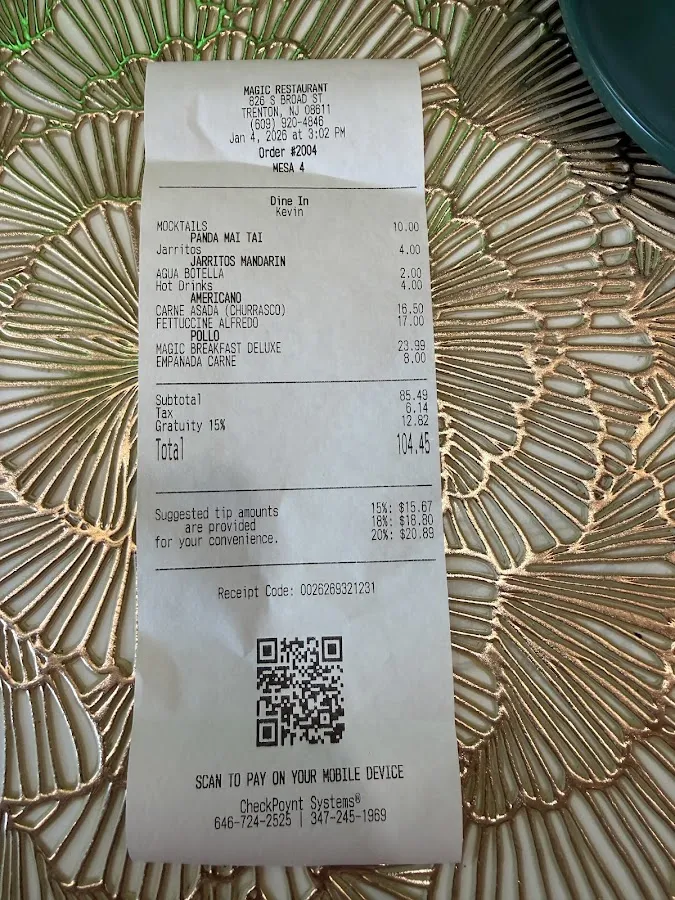 MAGIC RESTAURANT
826 S BROAD ST
TRENTON, NJ 08611
(609) 920-4846
Jan 4, 2026 at 3:02 PM
Order #2004
MESA 4
Dine In
Kevin
MOCKTAILS 10.00
PANDA MAI TAI
Jarritos 4.00
JARRITOS MANDARIN
AGUA BOTELLA 2.00
Hot Drinks 4.00
AMERICANO
CARNE ASADA (CHURRASCO) 16.50
FETTUCCINE ALFREDO 17.00
POLLO
MAGIC BREAKFAST DELUXE 23.99
EMPANADA CARNE 8.00
Subtotal 85.49
Tax 6.14
Gratuity 15% 12.82
Total 104.45
Suggested tip amounts 15%: $15.67
are provided 18%: $18.80
for your convenience. 20%: $20.89
Receipt Code: 0026269321231
SCAN TO PAY ON YOUR MOBILE DEVICE
CheckPoynt Systems®
646-724-2525 | 347-245-1969